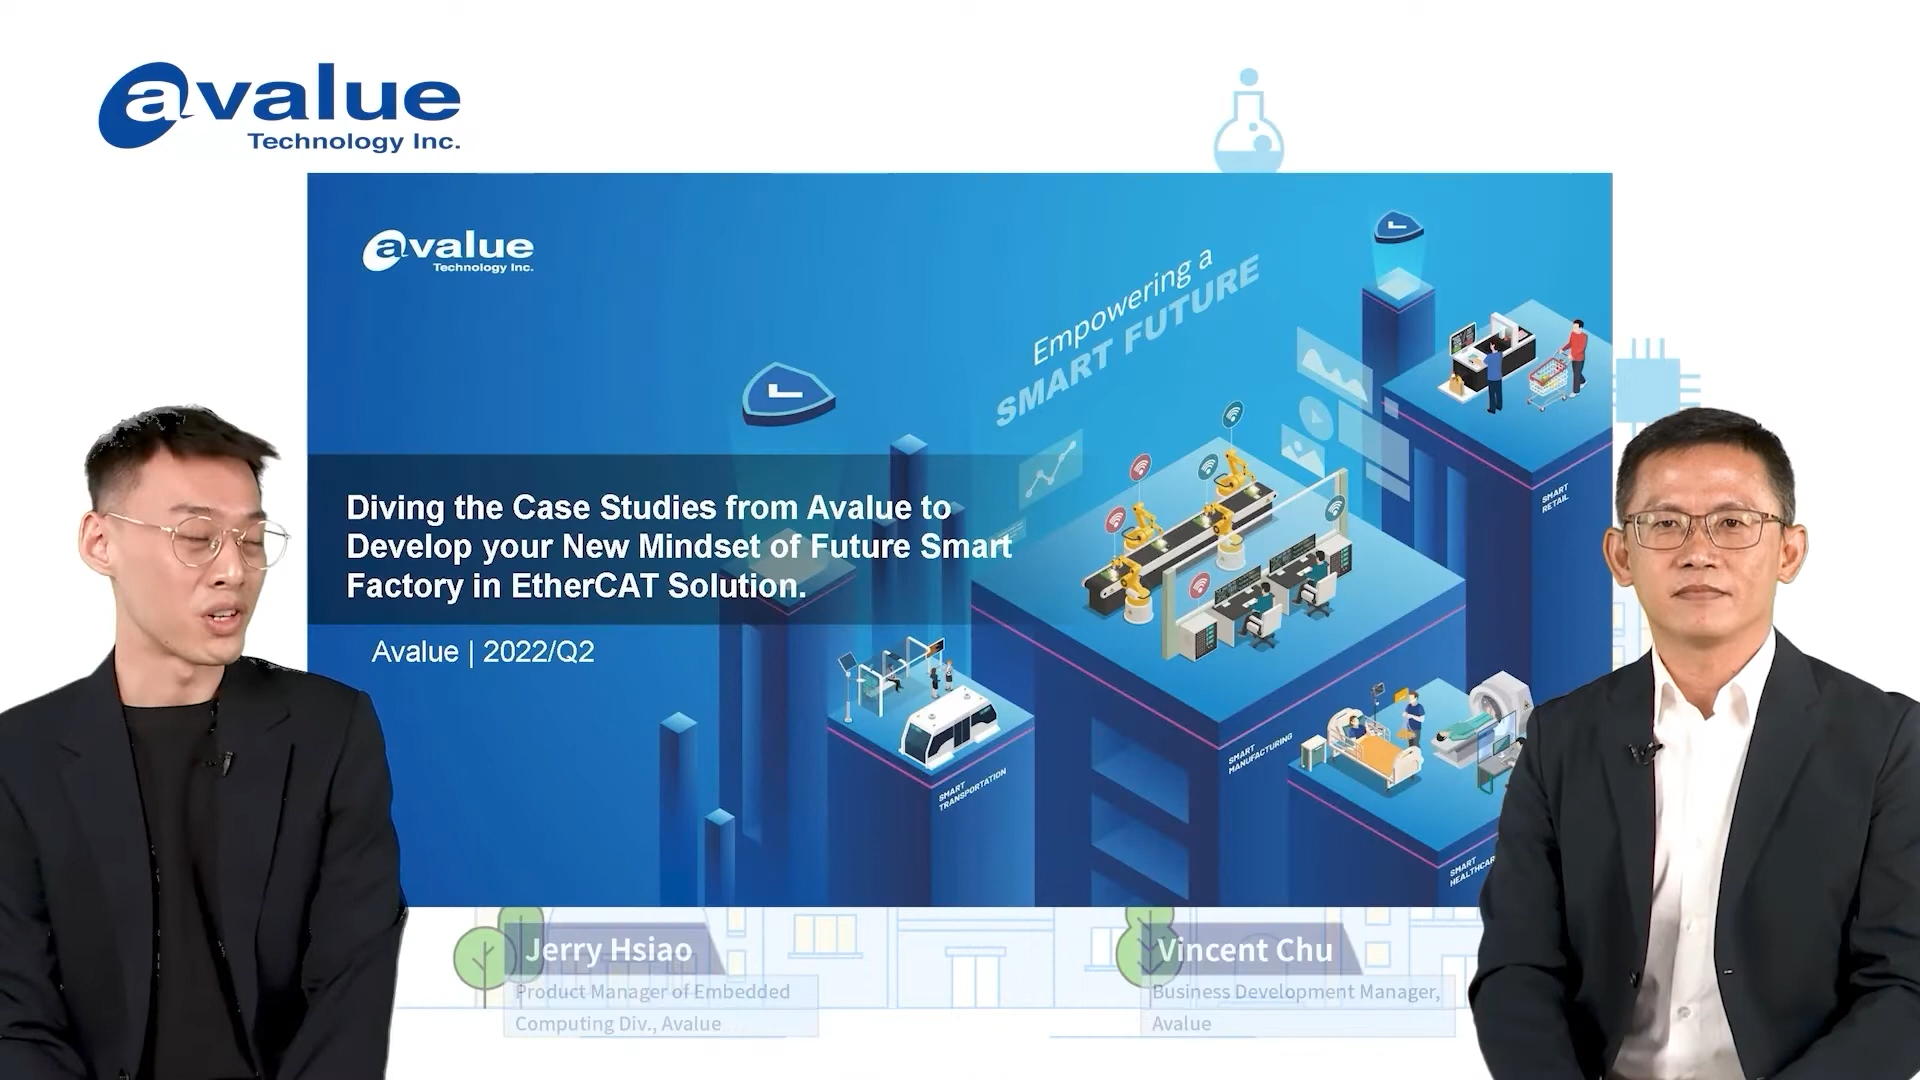 avalue
Technology Inc.
avalue
Technology Inc.
Empowering a
SMART FUTURE
Diving the Case Studies from Avalue to
Develop your New Mindset of Future Smart
Factory in EtherCAT Solution.
Avalue | 2022/Q2
SMART
RETAIL
SMART
MANUFACTURING
SMART
TRANSPORTATION
SMART
HEALTHCAR
Jerry Hsiao
Product Manager of Embedded
Computing Div., Avalue
Vincent Chu
Business Development Manager,
Avalue